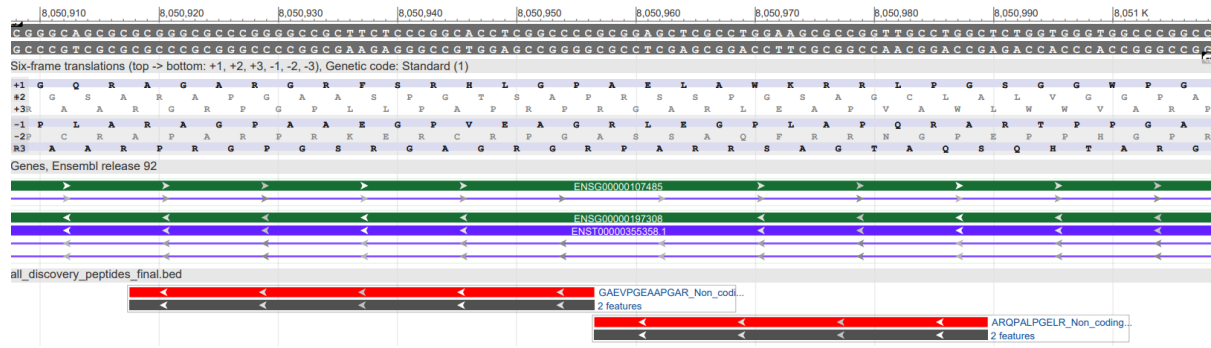 8,050,910 8,050,920 8,050,930 8,050,940 8,050,950 8,050,960 8,050,970 8,050,980 8,050,990 8,051 K
C G G G C A G C G C G C G G G C G C C C G G G G C C G C T T C T C C C G G C A C C T C G G C C C C G C G G A G C T C G C C T G G A A G C G C C G G T T G C C T G G C T C T G G T G G G T G G C C C G G C C
G C C C G T C G C G C G C C C G C G G G C C C C G G C G A A G A G G G C C G T G G A G C C G G G G C G C C T C G A G C G G A C C T T C G C G G C C A A C G G A C C G A G A C C A C C C A C C G G G C C G G
Six-frame translations (top -> bottom: +1, +2, +3, -1, -2, -3), Genetic code: Standard (1)
+1 G Q R A G A R G R F S R H L G P A E L A W K R R L P G S G G W P G
+2 G S A R A P G A A S P G T S A P R S S P G S A G C L A L V G G P A
+3R A A R G R P G P L L P A P R P R G A R L E A P V A W L W W V A R P
-1 P L A R A G P A A E G P V E A G R L E G P L A P Q R A R T P P G A
-2P C R A P A R P R K E R C R P G A S S A Q F R R N G P E P P H G P R
R3 A A R P R G P G S R G A G R G R P A R R S A G T A Q S Q H T A R G
Genes, Ensembl release 92
ENSG00000107485
ENSG00000197308
ENST00000355358.1
all_discovery_peptides_final.bed
GAEVPGEAAPGAR_Non_codi...
2 features
ARQPALPGELR_Non_coding...
2 features